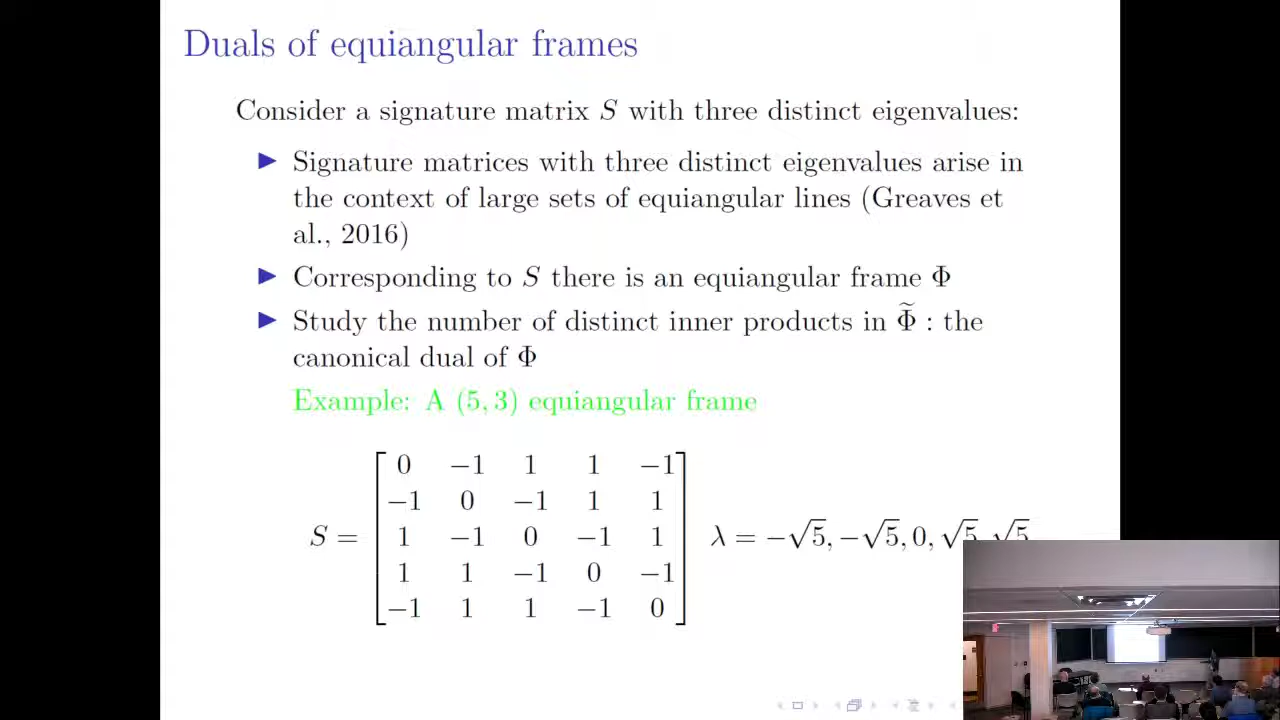 Duals of equiangular frames
Consider a signature matrix S with three distinct eigenvalues:
▶ Signature matrices with three distinct eigenvalues arise in
the context of large sets of equiangular lines (Greaves et
al., 2016)
▶ Corresponding to S there is an equiangular frame Φ
▶ Study the number of distinct inner products in Φ̃ : the
canonical dual of Φ
Example: A (5, 3) equiangular frame
0 −1 1 1 −1
−1 0 −1 1 1
S = 1 −1 0 −1 1 λ = −√5, −√5, 0, √5, √5
1 1 −1 0 −1
−1 1 1 −1 0